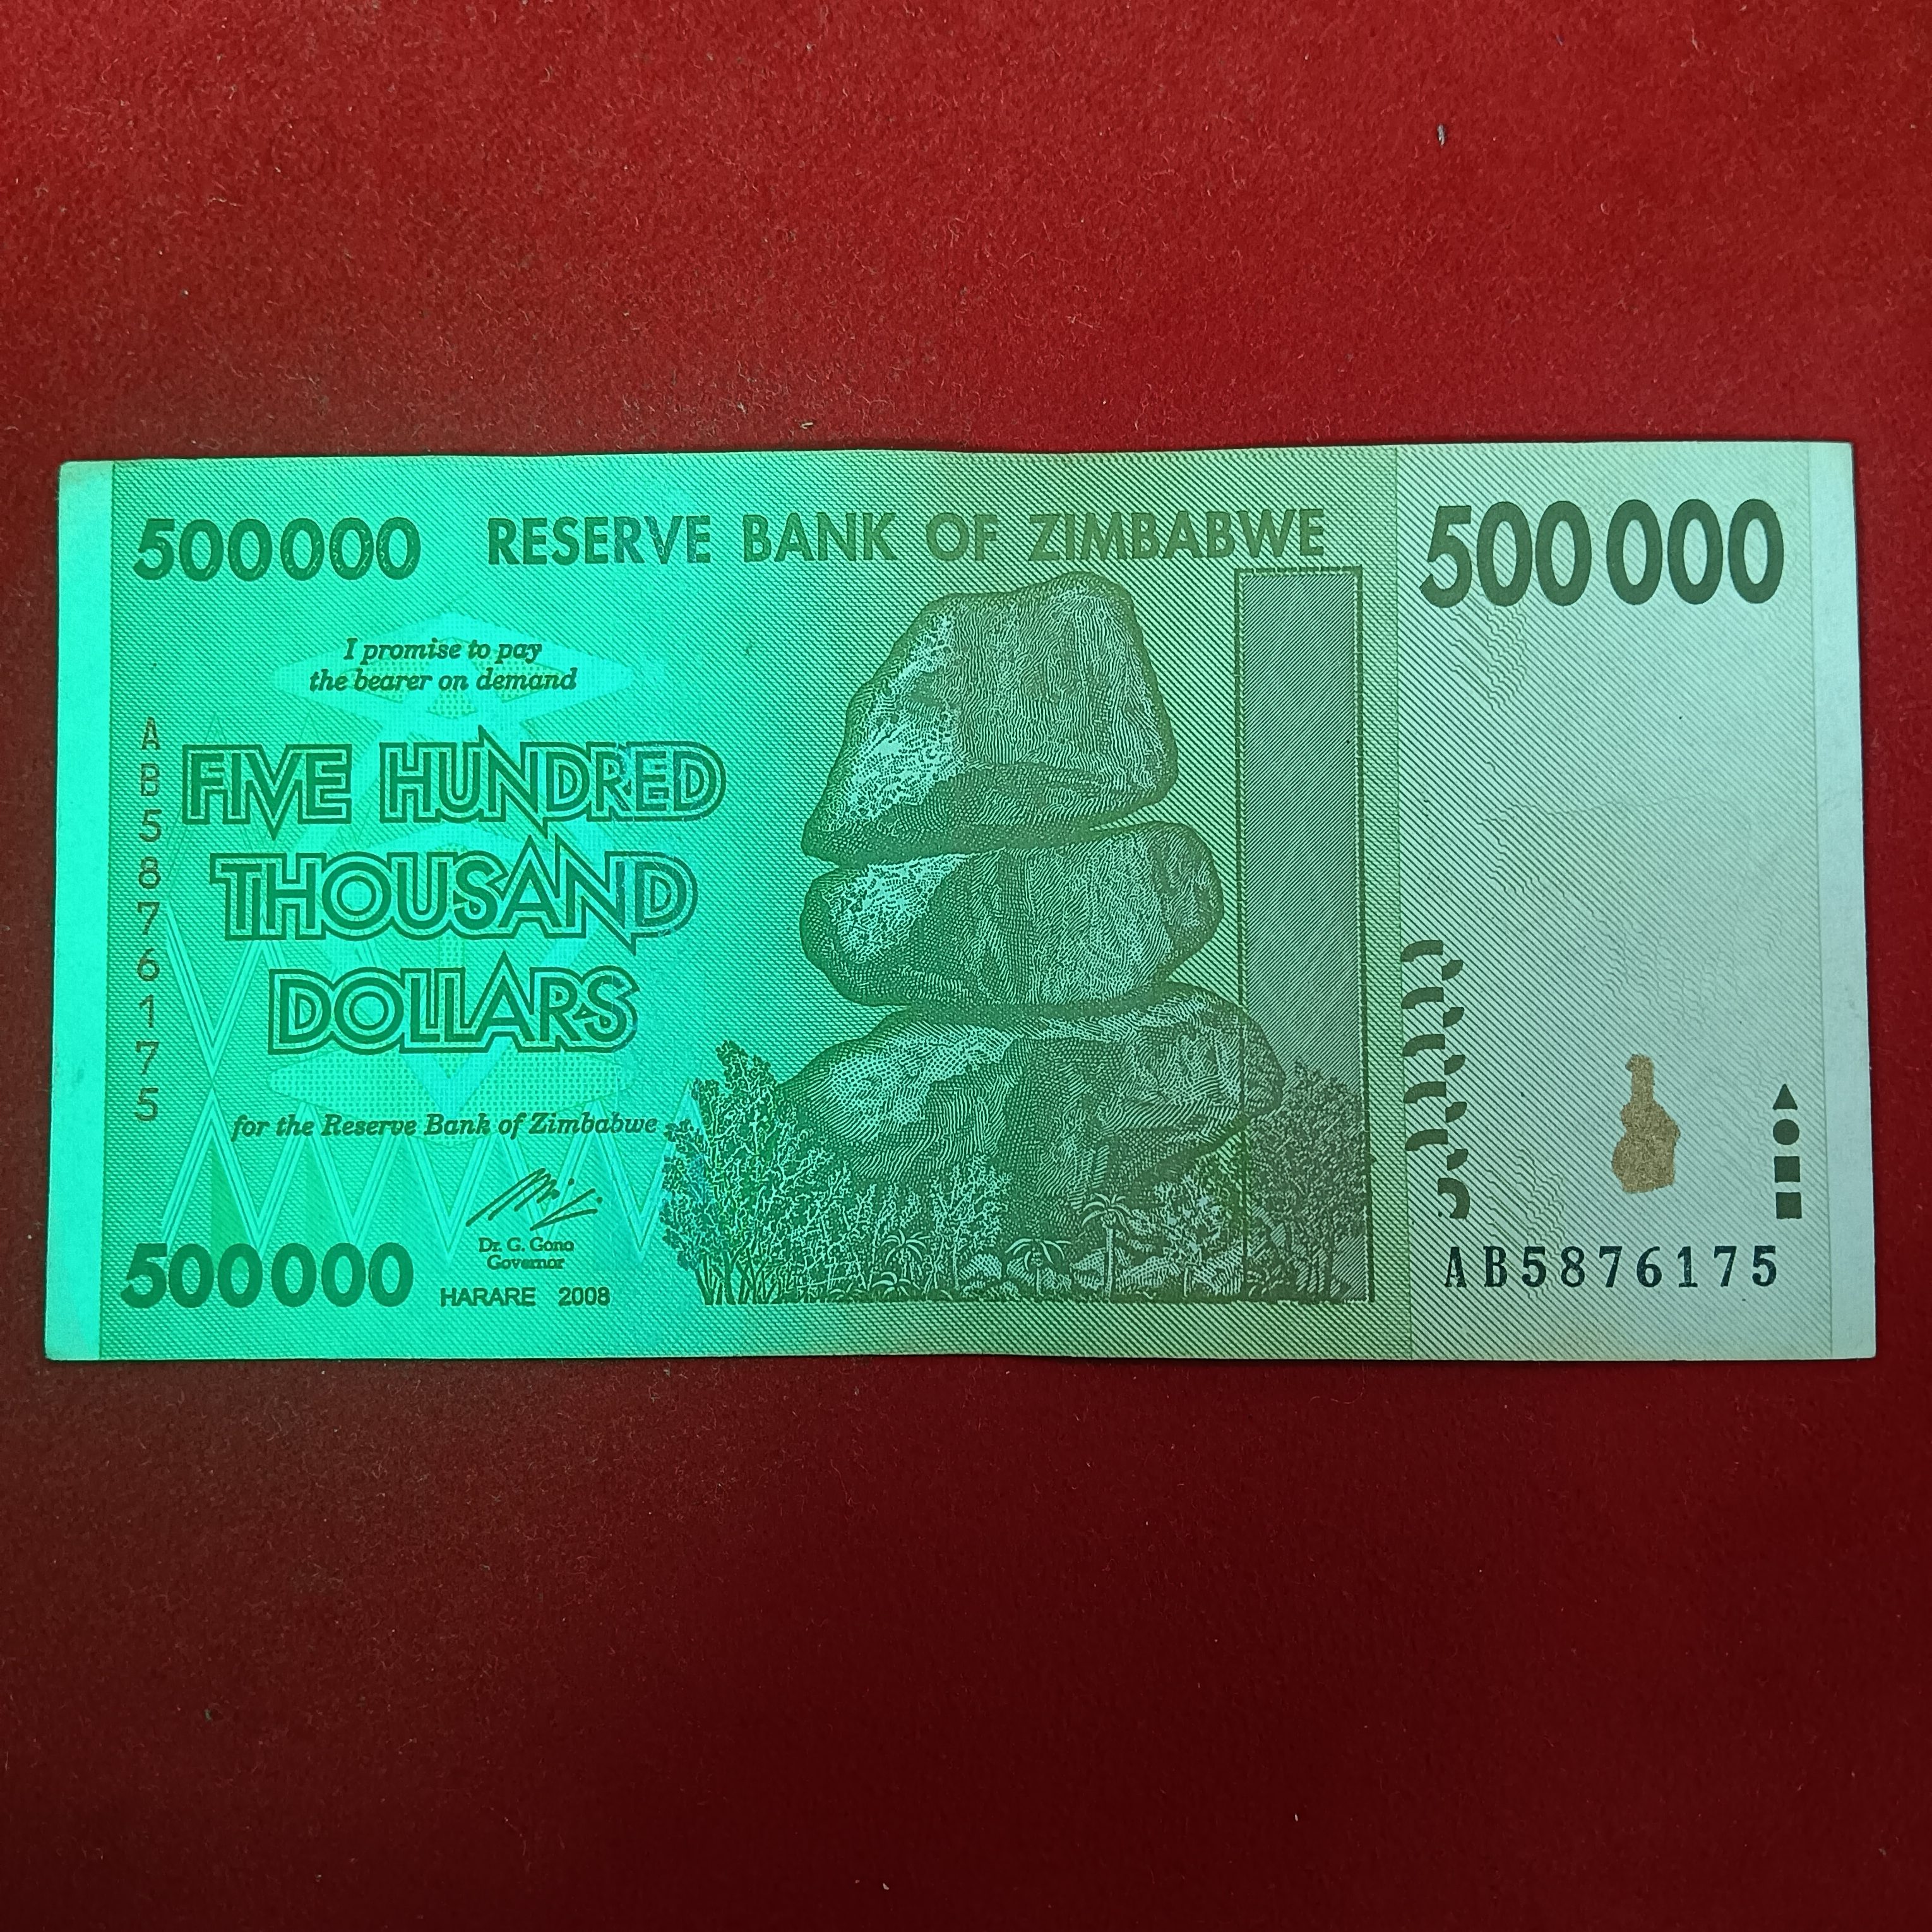 500000 RESERVE BANK OF ZIMBABWE 500 000
I promise to pay
the bearer on demand
AB5876175
FIVE HUNDRED
THOUSAND
DOLLARS
for the Reserve Bank of Zimbabwe
Dr. G. Gono
Governor
500000 HARARE 2008
AB5876175